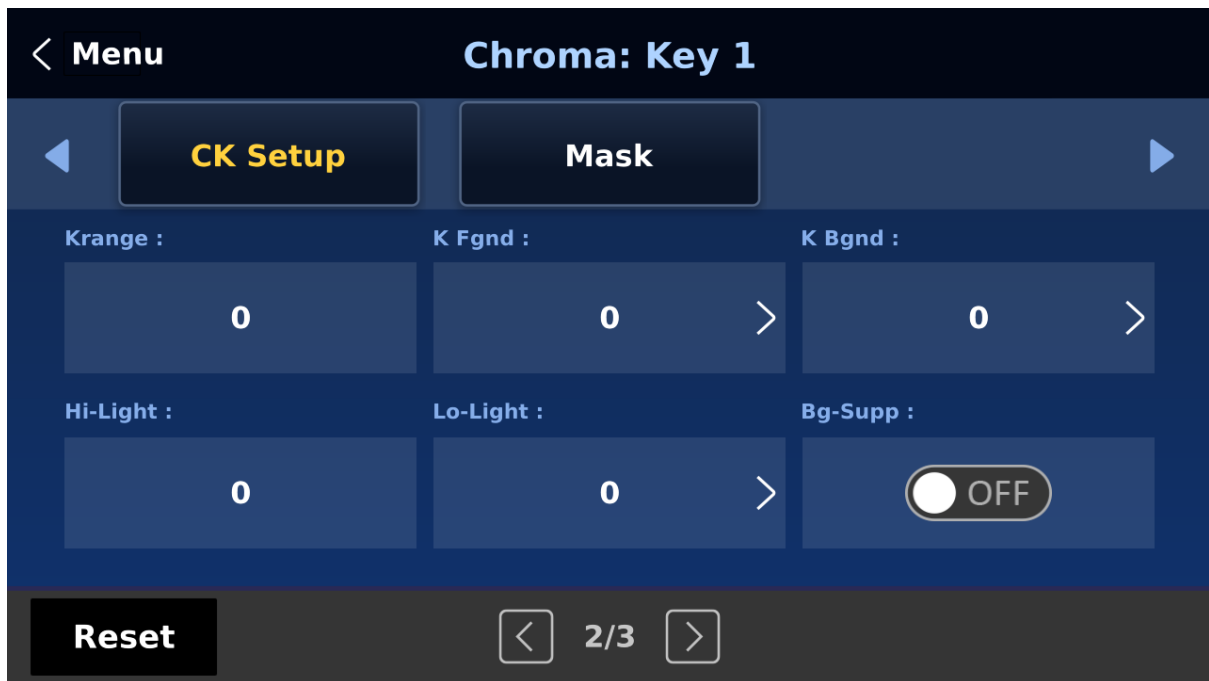 Menu
Chroma: Key 1
CK Setup
Mask
Krange :
K Fgnd :
K Bgnd :
0
0
0
Hi-Light :
Lo-Light :
Bg-Supp :
0
0
OFF
Reset
2/3